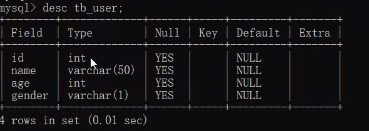 mysql> desc tb_user;
+--------+-------------+------+-----+---------+-------+
| Field  | Type        | Null | Key | Default | Extra |
+--------+-------------+------+-----+---------+-------+
| id     | int         | YES  |     | NULL    |       |
| name   | varchar(50) | YES  |     | NULL    |       |
| age    | int         | YES  |     | NULL    |       |
| gender | varchar(1)  | YES  |     | NULL    |       |
+--------+-------------+------+-----+---------+-------+
4 rows in set (0.01 sec)